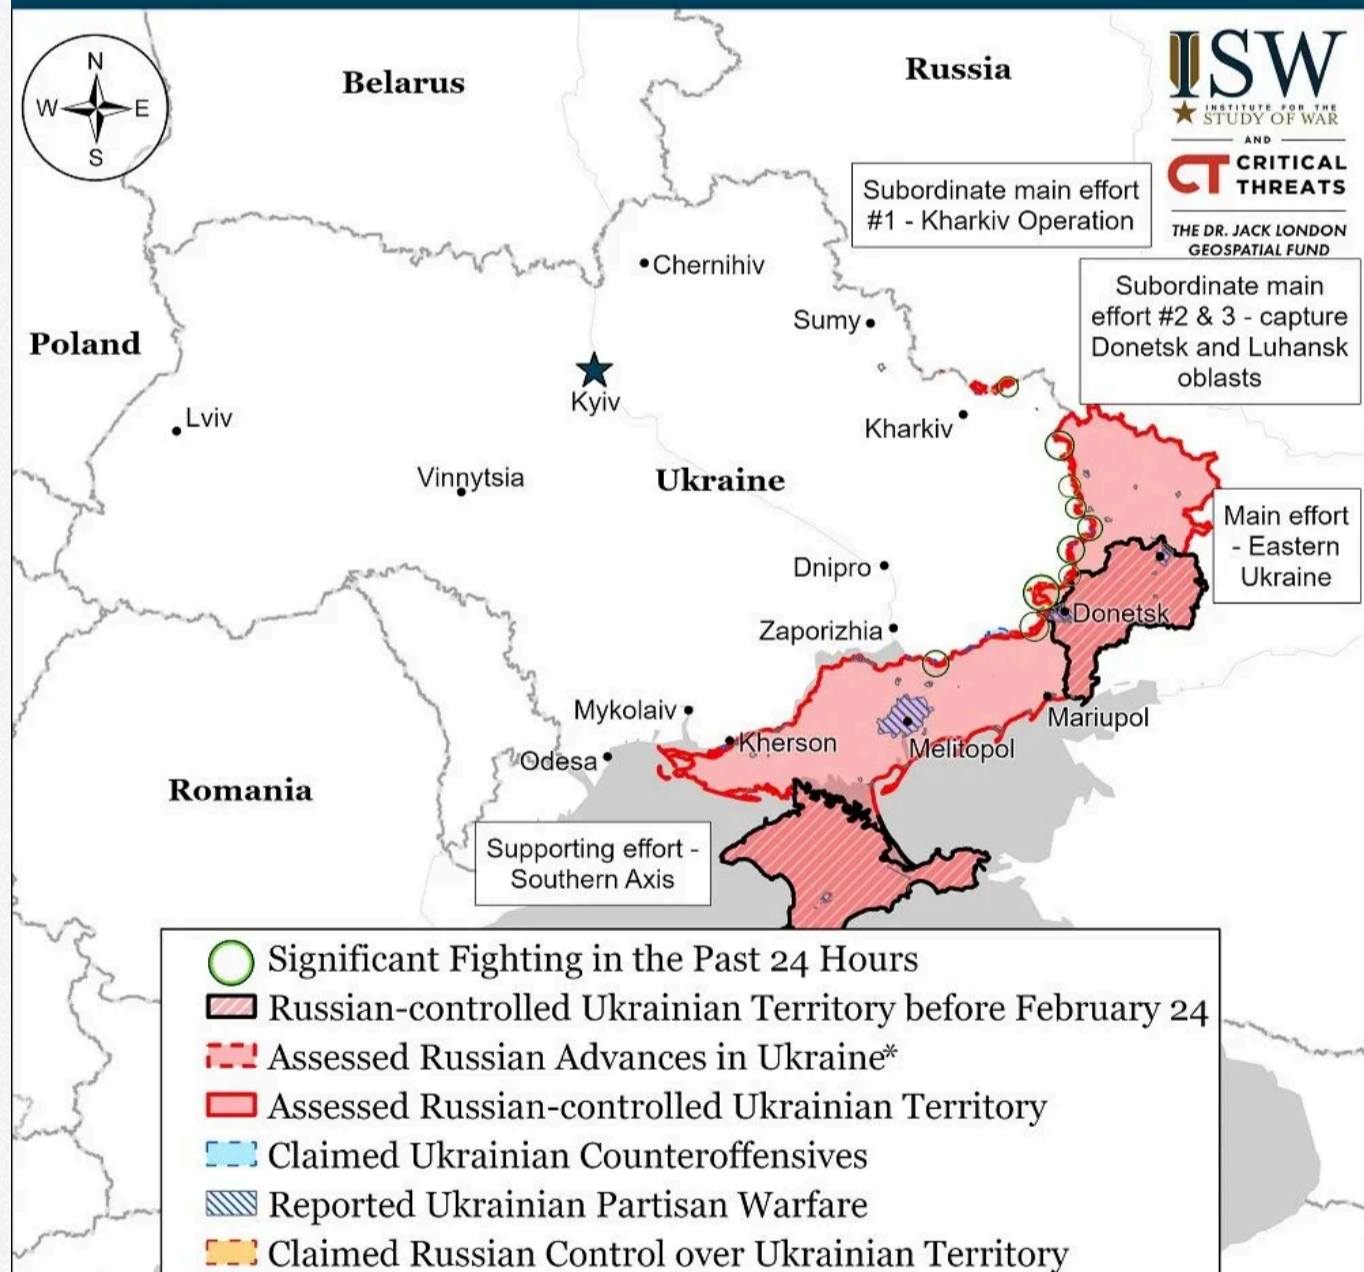 N
W
E
S
Belarus
Russia
ISW
INSTITUTE FOR THE
STUDY OF WAR
AND
CT CRITICAL
THREATS
THE DR. JACK LONDON
GEOSPATIAL FUND
Subordinate main effort
#1 - Kharkiv Operation
Subordinate main
effort #2 & 3 - capture
Donetsk and Luhansk
oblasts
Chernihiv
Sumy
Poland
Kyiv
Lviv
Kharkiv
Vinnytsia
Ukraine
Main effort
- Eastern
Ukraine
Dnipro
Donetsk
Zaporizhia
Mykolaiv
Mariupol
Kherson
Melitopol
Odesa
Romania
Supporting effort -
Southern Axis
Significant Fighting in the Past 24 Hours
Russian-controlled Ukrainian Territory before February 24
Assessed Russian Advances in Ukraine*
Assessed Russian-controlled Ukrainian Territory
Claimed Ukrainian Counteroffensives
Reported Ukrainian Partisan Warfare
Claimed Russian Control over Ukrainian Territory